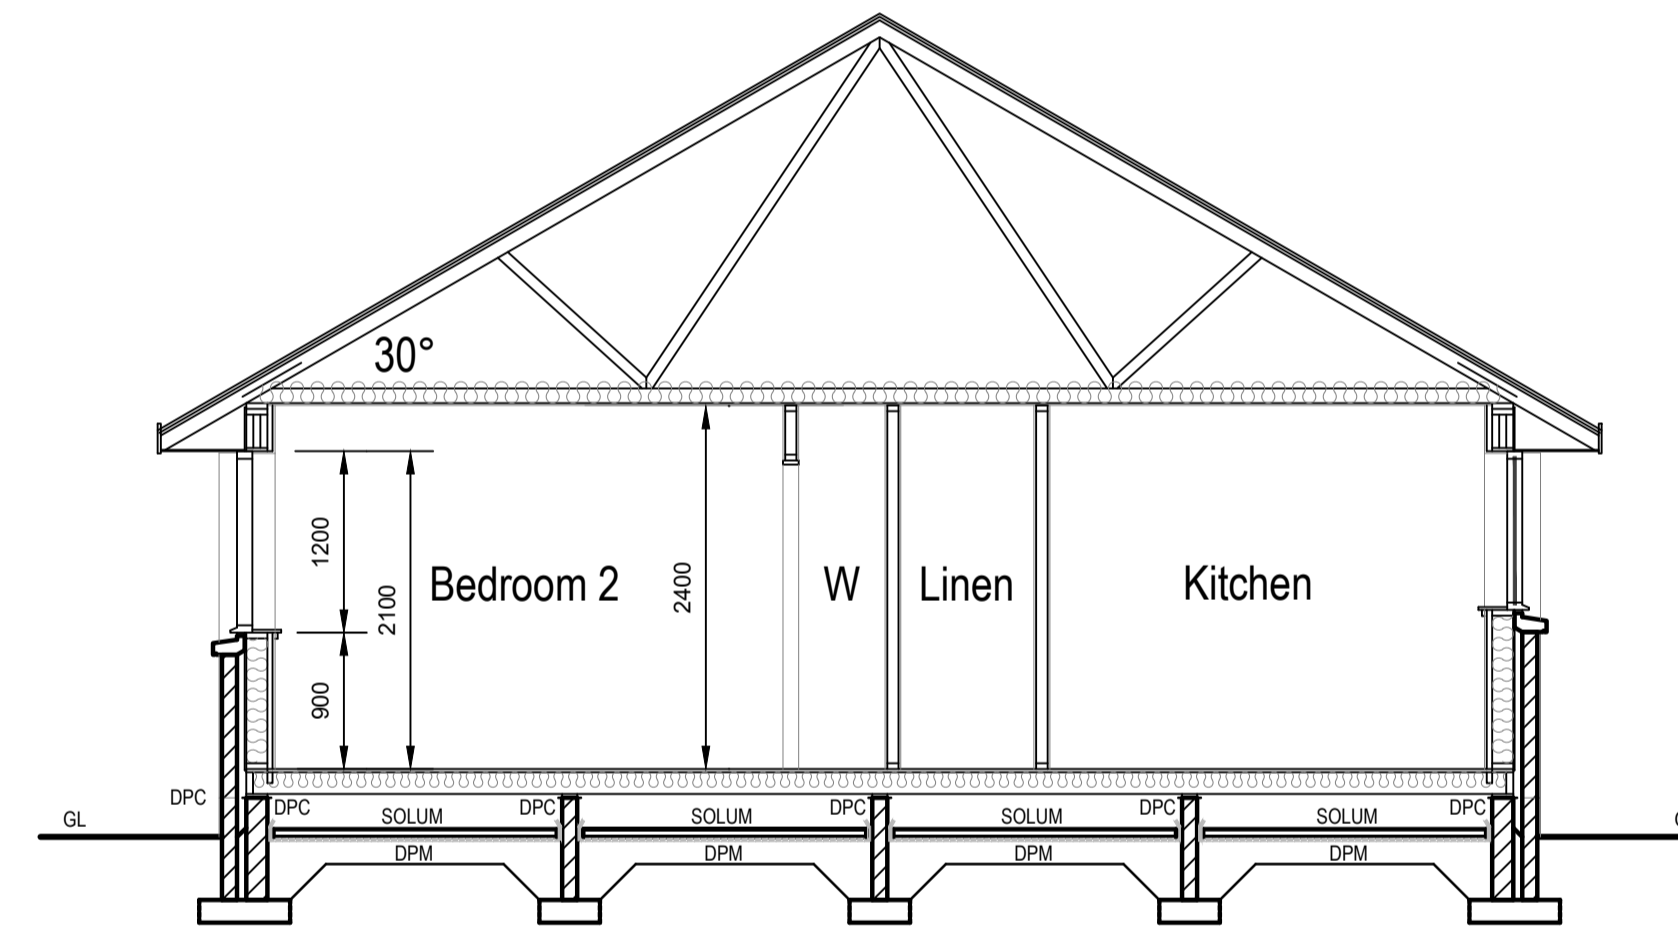 30°
1200
2100
Bedroom 2
2400
W
Linen
Kitchen
900
DPC
GL
DPC
SOLUM
DPC
SOLUM
DPC
SOLUM
DPC
SOLUM
DPC
DPM
DPM
DPM
DPM